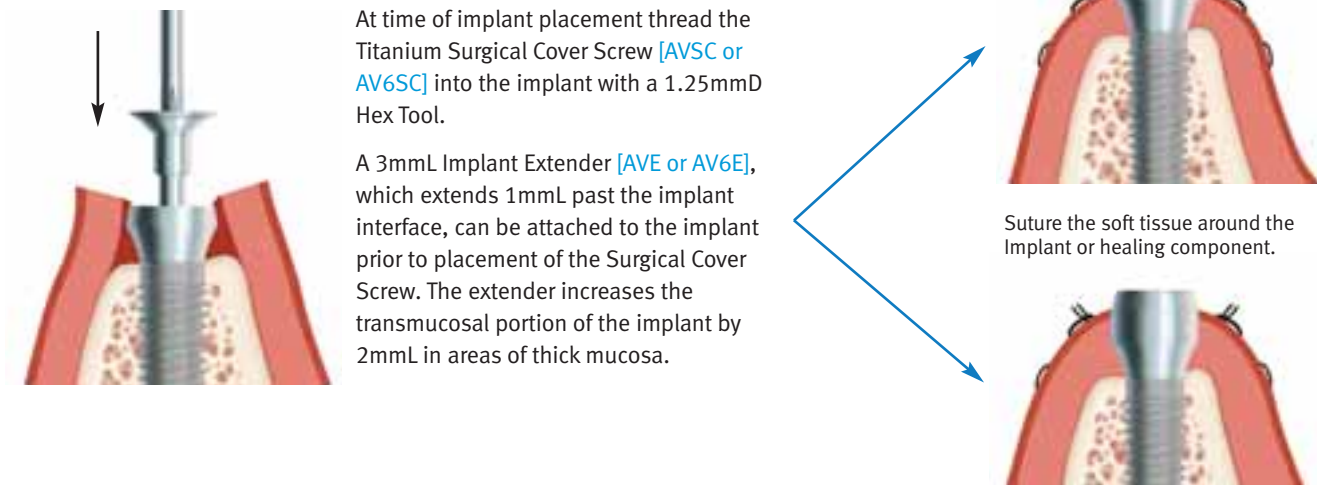 At time of implant placement thread the
Titanium Surgical Cover Screw [AVSC or
AV6SC] into the implant with a 1.25mmD
Hex Tool.
A 3mmL Implant Extender [AVE or AV6E],
which extends 1mmL past the implant
interface, can be attached to the implant
prior to placement of the Surgical Cover
Screw. The extender increases the
transmucosal portion of the implant by
2mmL in areas of thick mucosa.
Suture the soft tissue around the
Implant or healing component.